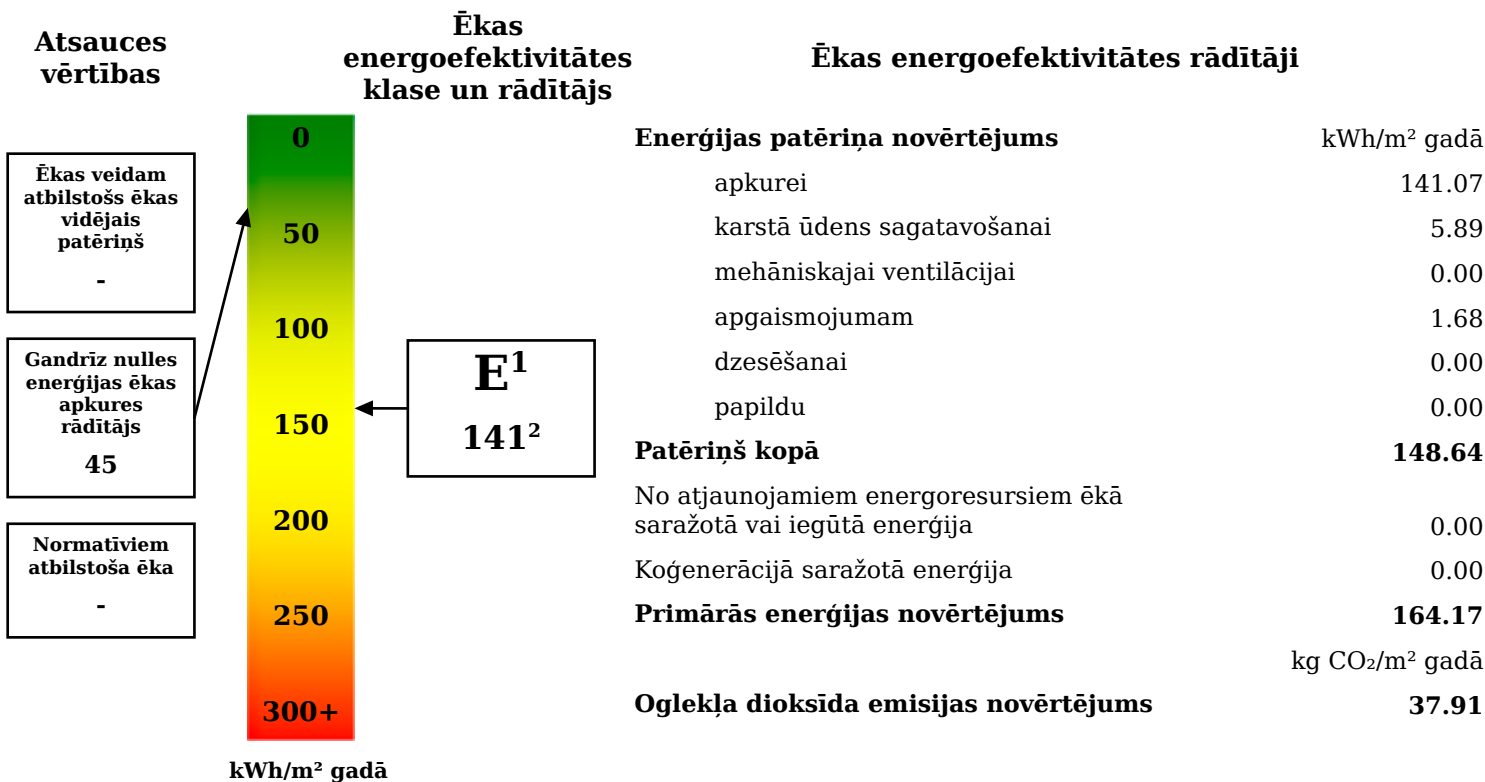 Atsauces
vērtības
Ēkas
energoefektivitātes
klase un rādītājs
Ēkas energoefektivitātes rādītāji
Ēkas veidam
atbilstošs ēkas
vidējais
patēriņš
-
Gandrīz nulles
enerģijas ēkas
apkures
rādītājs
45
Normatīviem
atbilstoša ēka
-
0
50
100
150
200
250
300+
kWh/m² gadā
E¹
141²
Enerģijas patēriņa novērtējums kWh/m² gadā
apkurei 141.07
karstā ūdens sagatavošanai 5.89
mehāniskajai ventilācijai 0.00
apgaismojumam 1.68
dzesēšanai 0.00
papildu 0.00
Patēriņš kopā 148.64
No atjaunojamiem energoresursiem ēkā
saražotā vai iegūtā enerģija 0.00
Koģenerācijā saražotā enerģija 0.00
Primārās enerģijas novērtējums 164.17
kg CO₂/m² gadā
Oglekļa dioksīda emisijas novērtējums 37.91